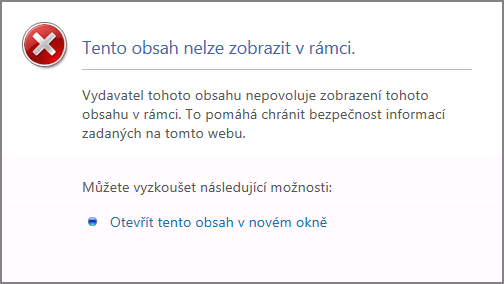 Tento obsah nelze zobrazit v rámci.
Vydavatel tohoto obsahu nepovoluje zobrazení tohoto
obsahu v rámci. To pomáhá chránit bezpečnost informací
zadaných na tomto webu.
Můžete vyzkoušet následující možnosti:
Otevřít tento obsah v novém okně